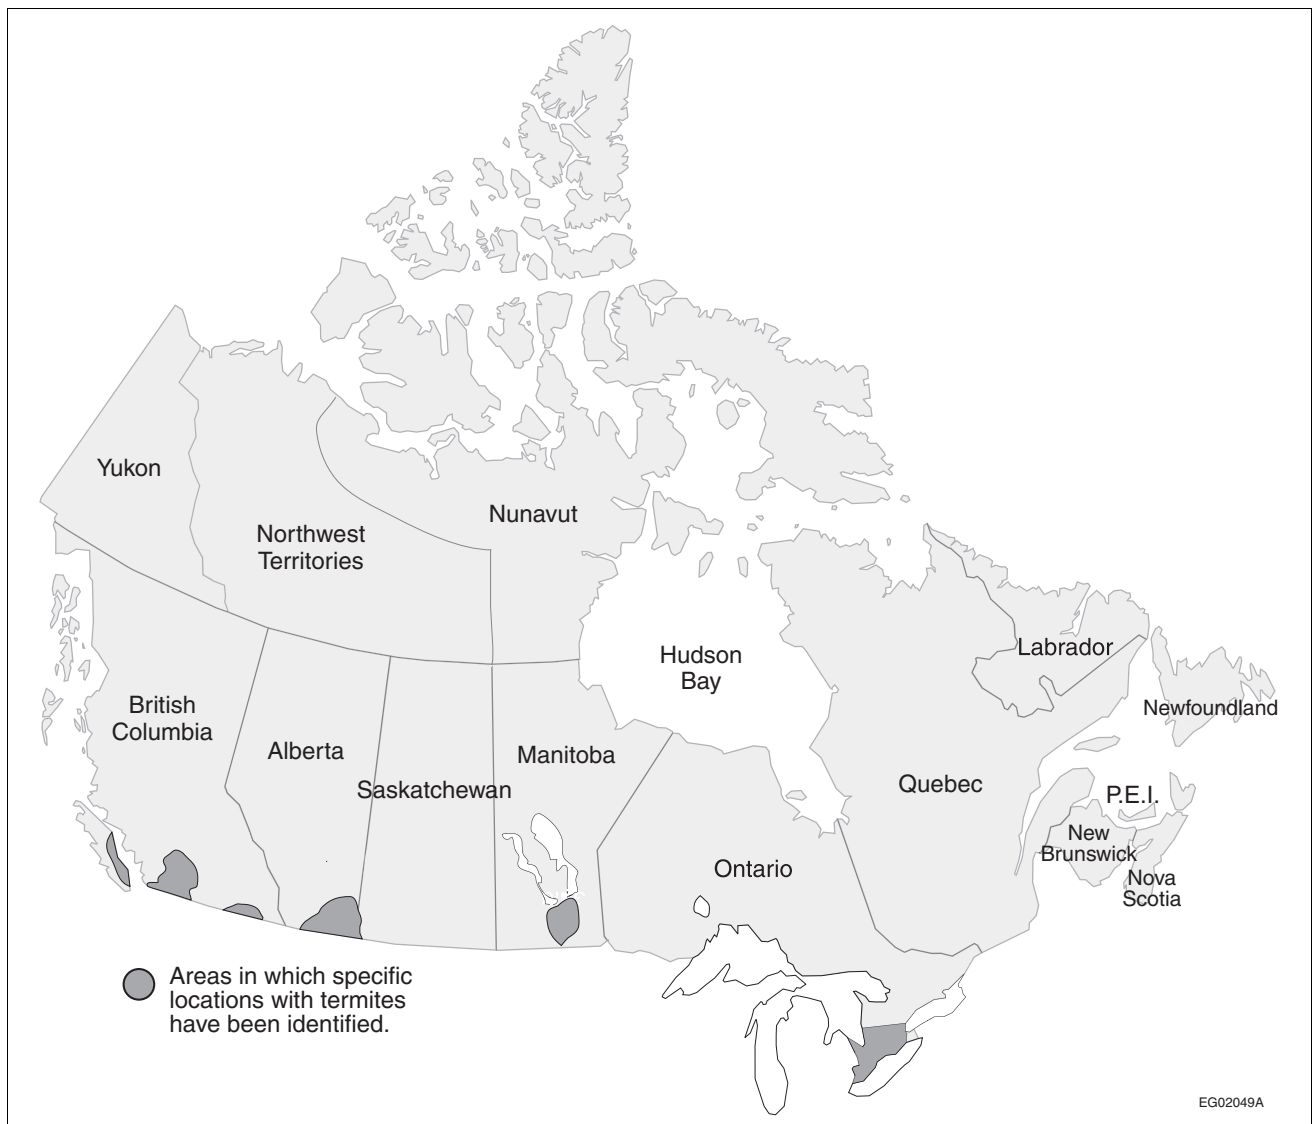 Yukon
Northwest
Territories
Nunavut
Hudson
Bay
Labrador
British
Columbia
Newfoundland
Alberta
Manitoba
Saskatchewan
Quebec
P.E.I.
New
Brunswick
Ontario
Nova
Scotia
Areas in which specific
locations with termites
have been identified.
EG02049A